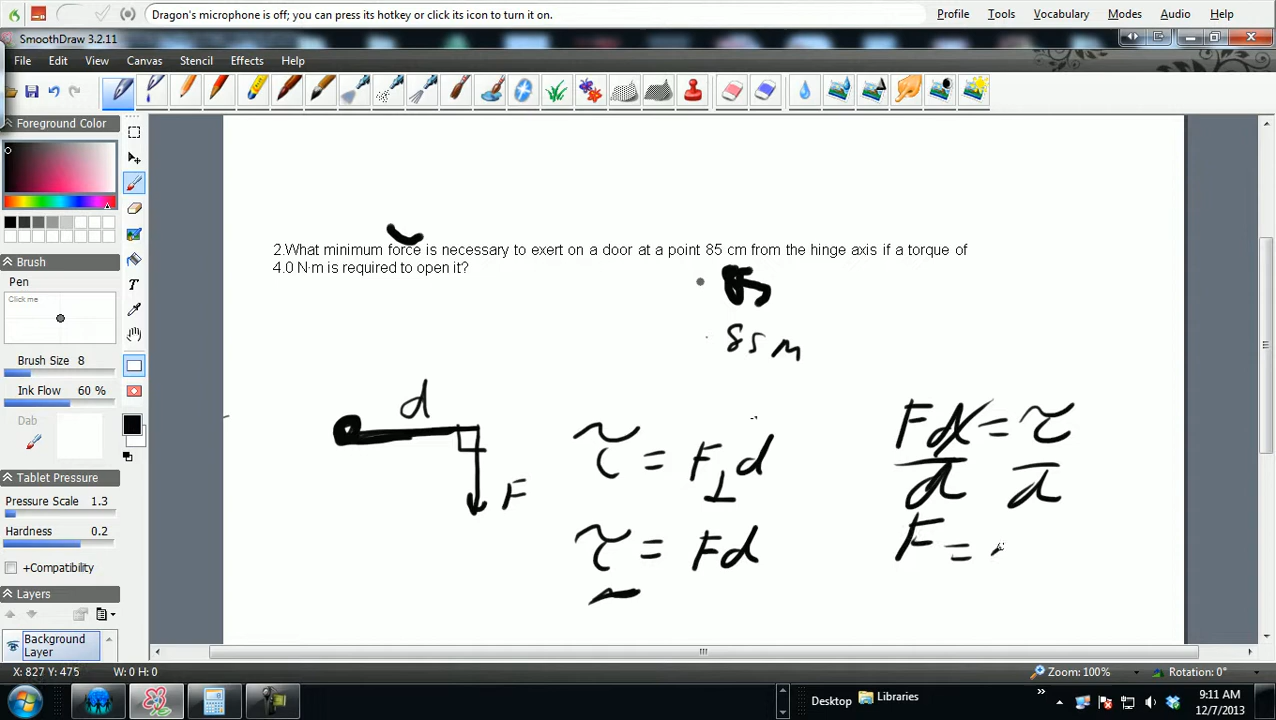 Dragon's microphone is off; you can press its hotkey or click its icon to turn it on.
Profile Tools Vocabulary Modes Audio Help
SmoothDraw 3.2.11
File Edit View Canvas Stencil Effects Help
Foreground Color
2.What minimum force is necessary to exert on a door at a point 85 cm from the hinge axis if a torque of
4.0 N·m is required to open it?
Brush
Pen
Click me
Brush Size 8
Ink Flow 60 %
Dab
Tablet Pressure
Pressure Scale 1.3
Hardness 0.2
+Compatibility
Layers
Background
Layer
.85 m
d
F
τ = F⊥d
τ = Fd
Fd = τ
d d
F =
X: 827 Y: 475 W: 0 H: 0
Zoom: 100% Rotation: 0°
Desktop Libraries »
9:11 AM
12/7/2013